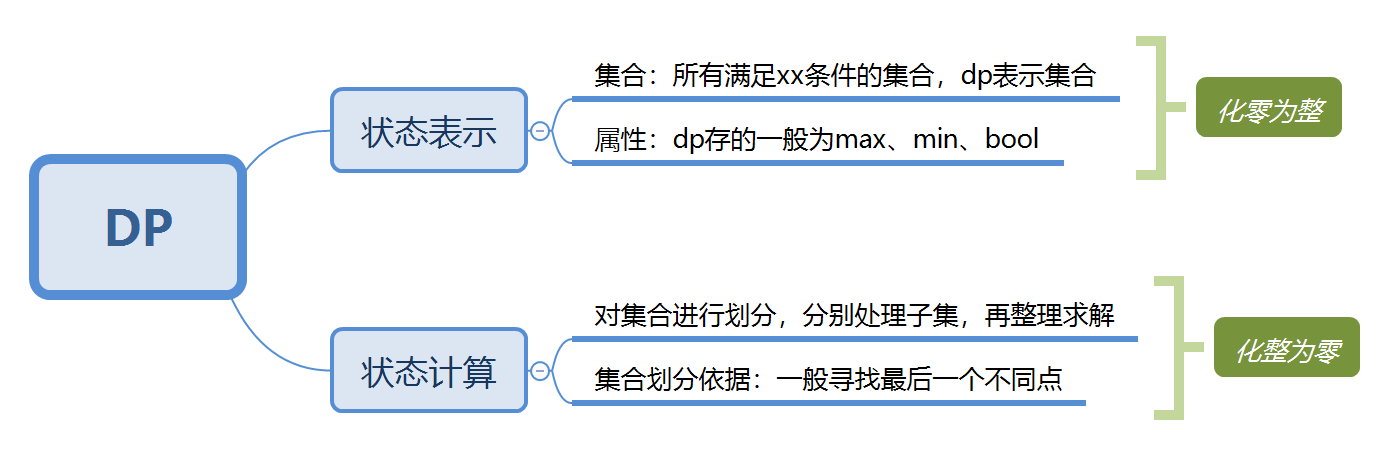 DP
状态表示
集合：所有满足xx条件的集合，dp表示集合
属性：dp存的一般为max、min、bool
化零为整
状态计算
对集合进行划分，分别处理子集，再整理求解
集合划分依据：一般寻找最后一个不同点
化整为零